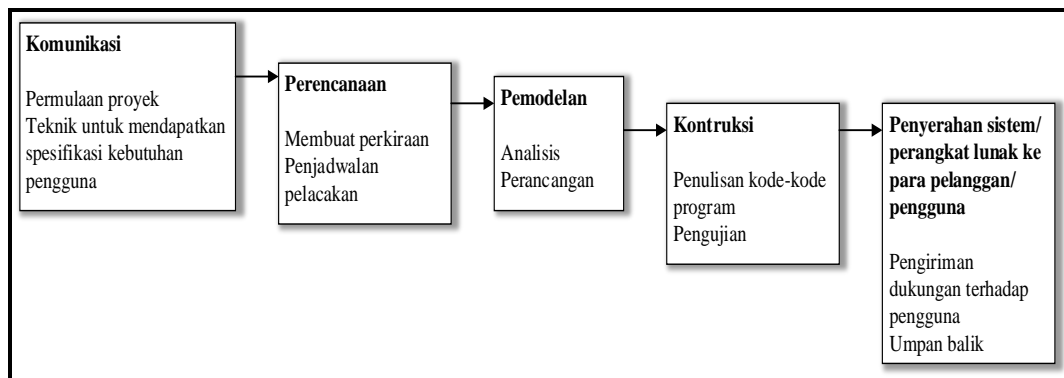 Komunikasi
Permulaan proyek
Teknik untuk mendapatkan
spesifikasi kebutuhan
pengguna
Perencanaan
Membuat perkiraan
Penjadwalan
pelacakan
Pemodelan
Analisis
Perancangan
Kontruksi
Penulisan kode-kode
program
Pengujian
Penyerahan sistem/
perangkat lunak ke
para pelanggan/
pengguna
Pengiriman
dukungan terhadap
pengguna
Umpan balik